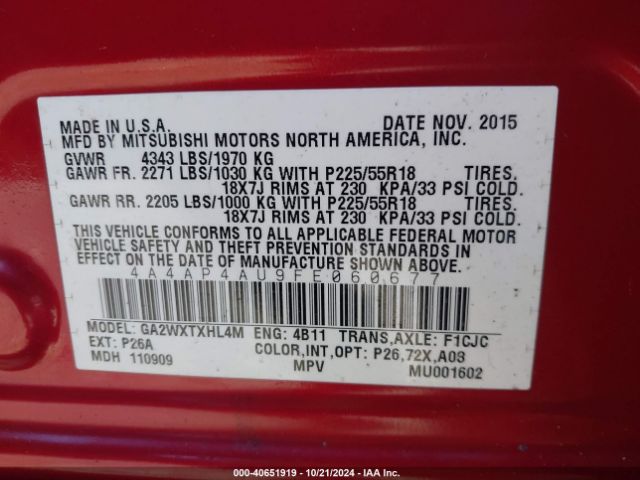 MADE IN U.S.A. DATE NOV. 2015
MFD BY MITSUBISHI MOTORS NORTH AMERICA, INC.
GVWR 4343 LBS/1970 KG
GAWR FR. 2271 LBS/1030 KG WITH P225/55R18 TIRES.
18X7J RIMS AT 230 KPA/33 PSI COLD.
GAWR RR. 2205 LBS/1000 KG WITH P225/55R18 TIRES.
18X7J RIMS AT 230 KPA/33 PSI COLD.
THIS VEHICLE CONFORMS TO ALL APPLICABLE FEDERAL MOTOR
VEHICLE SAFETY AND THEFT PREVENTION STANDARDS IN
EFFECT ON THE DATE OF MANUFACTURE SHOWN ABOVE.
4A4AP4AU9FE060677
MODEL: GA2WXTXHL4M ENG: 4B11 TRANS,AXLE: F1CJC
EXT: P26A COLOR,INT,OPT: P26,72X,A03
MDH 110909 MPV MU001602
000-40651919 - 10/21/2024 - IAA Inc.